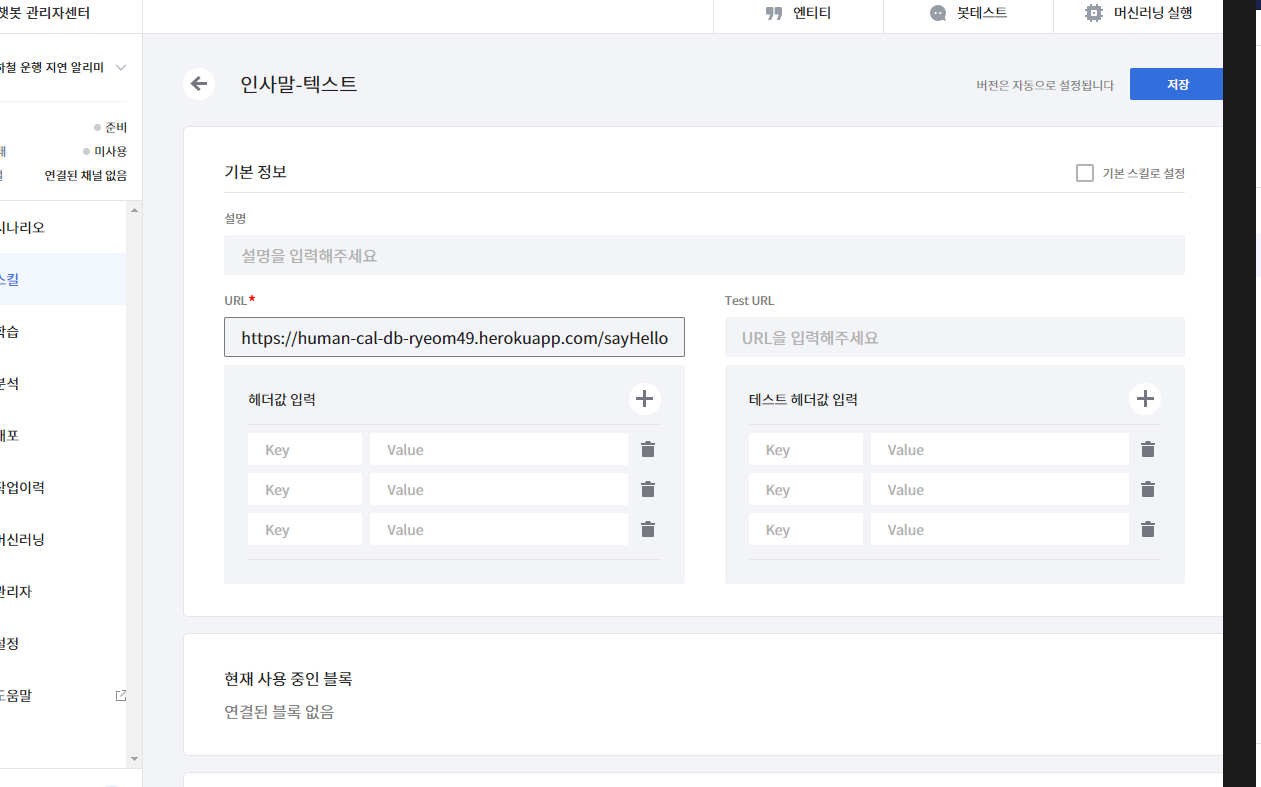 챗봇 관리자센터
엔티티
봇테스트
머신러닝 실행
하철 운행 지연 알리미
준비
미사용
연결된 채널 없음
시나리오
스킬
학습
분석
배포
작업이력
머신러닝
관리자
설정
도움말
인사말-텍스트
버전은 자동으로 설정됩니다
저장
기본 정보
기본 스킬로 설정
설명
설명을 입력해주세요
URL*
Test URL
https://human-cal-db-ryeom49.herokuapp.com/sayHello
URL을 입력해주세요
헤더값 입력
테스트 헤더값 입력
Key Value
Key Value
Key Value
Key Value
Key Value
Key Value
현재 사용 중인 블록
연결된 블록 없음